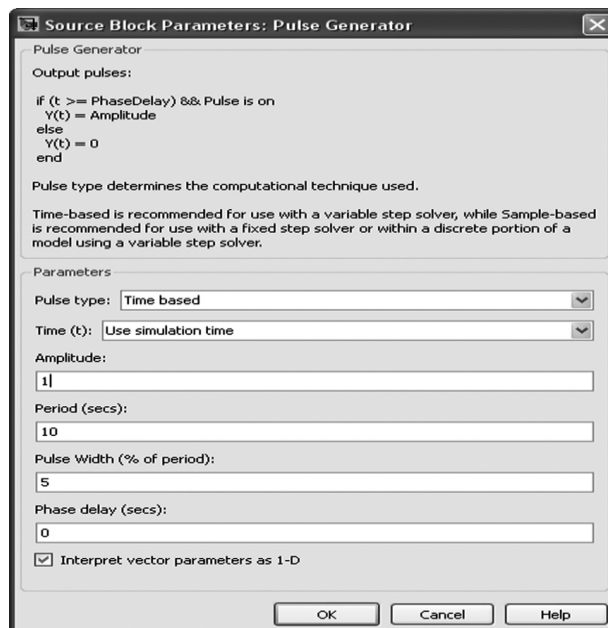 Source Block Parameters: Pulse Generator
Pulse Generator
Output pulses:
if (t >= PhaseDelay) && Pulse is on
Y(t) = Amplitude
else
Y(t) = 0
end
Pulse type determines the computational technique used.
Time-based is recommended for use with a variable step solver, while Sample-based
is recommended for use with a fixed step solver or within a discrete portion of a
model using a variable step solver.
Parameters
Pulse type: Time based
Time (t): Use simulation time
Amplitude:
1
Period (secs):
10
Pulse Width (% of period):
5
Phase delay (secs):
0
Interpret vector parameters as 1-D
OK Cancel Help